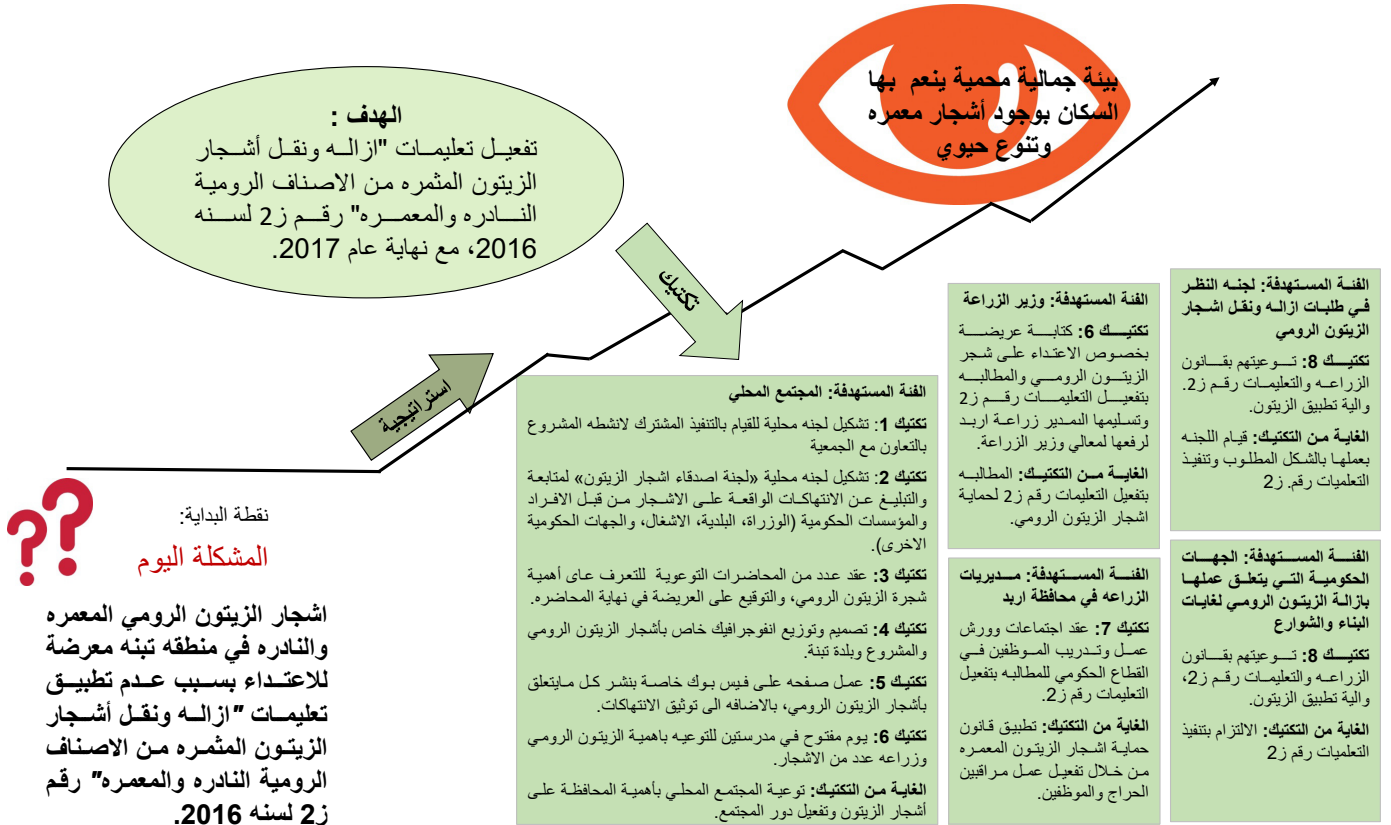 بيئة جمالية محمية ينعم بها
السكان بوجود أشجار معمره
وتنوع حيوي
الهدف :
تفعيل تعليمات "ازاله ونقل أشجار
الزيتون المثمره من الاصناف الرومية
النادره والمعمره" رقم ز2 لسنه
2016، مع نهاية عام 2017.
تكتيك
استراتيجية
نقطة البداية:
المشكلة اليوم
??
اشجار الزيتون الرومي المعمره
والنادره في منطقه تبنه معرضة
للاعتداء بسبب عدم تطبيق
تعليمات "ازاله ونقل أشجار
الزيتون المثمره من الاصناف
الرومية النادره والمعمره" رقم
ز2 لسنه 2016.
الفئة المستهدفة: المجتمع المحلي
تكتيك 1: تشكيل لجنه محلية للقيام بالتنفيذ المشترك لانشطه المشروع
بالتعاون مع الجمعية
تكتيك 2: تشكيل لجنه محلية «لجنة اصدقاء اشجار الزيتون» لمتابعة
والتبليغ عن الانتهاكات الواقعة على الاشجار من قبل الافراد
والمؤسسات الحكومية (الوزراة، البلدية، الاشغال، والجهات الحكومية
الاخرى).
تكتيك 3: عقد عدد من المحاضرات التوعوية للتعرف عاى أهمية
شجرة الزيتون الرومي، والتوقيع على العريضة في نهاية المحاضره.
تكتيك 4: تصميم وتوزيع انفوجرافيك خاص بأشجار الزيتون الرومي
والمشروع وبلدة تبنة.
تكتيك 5: عمل صفحه على فيس بوك خاصة بنشر كل مايتعلق
بأشجار الزيتون الرومي، بالاضافه الى توثيق الانتهاكات.
تكتيك 6: يوم مفتوح في مدرستين للتوعيه باهمية الزيتون الرومي
وزراعه عدد من الاشجار.
الغاية من التكتيك: توعية المجتمع المحلي بأهمية المحافظة على
أشجار الزيتون وتفعيل دور المجتمع.
الفئة المستهدفة: وزير الزراعة
تكتيك 6: كتابة عريضة
بخصوص الاعتداء على شجر
الزيتون الرومي والمطالبه
بتفعيل التعليمات رقم ز2
وتسليمها المدير زراعة اربد
لرفعها لمعالي وزير الزراعة.
الغاية من التكتيك: المطالبه
بتفعيل التعليمات رقم ز2 لحماية
اشجار الزيتون الرومي.
الفئة المستهدفة: مديريات
الزراعه في محافظة اربد
تكتيك 7: عقد اجتماعات وورش
عمل وتدريب الموظفين في
القطاع الحكومي للمطالبه بتفعيل
التعليمات رقم ز2.
الغاية من التكتيك: تطبيق قانون
حماية اشجار الزيتون المعمره
من خلال تفعيل عمل مراقبين
الحراج والموظفين.
الفئة المستهدفة: لجنه النظر
في طلبات ازاله ونقل اشجار
الزيتون الرومي
تكتيك 8: توعيتهم بقانون
الزراعه والتعليمات رقم ز2.
والية تطبيق الزيتون.
الغاية من التكتيك: قيام اللجنه
بعملها بالشكل المطلوب وتنفيذ
التعلميات رقم. ز2
الفئة المستهدفة: الجهات
الحكومية التي يتعلق عملها
بازالة الزيتون الرومي لغايات
البناء والشوارع
تكتيك 8: توعيتهم بقانون
الزراعه والتعليمات رقم ز2،
والية تطبيق الزيتون.
الغاية من التكتيك: الالتزام بتنفيذ
التعلميات رقم ز2